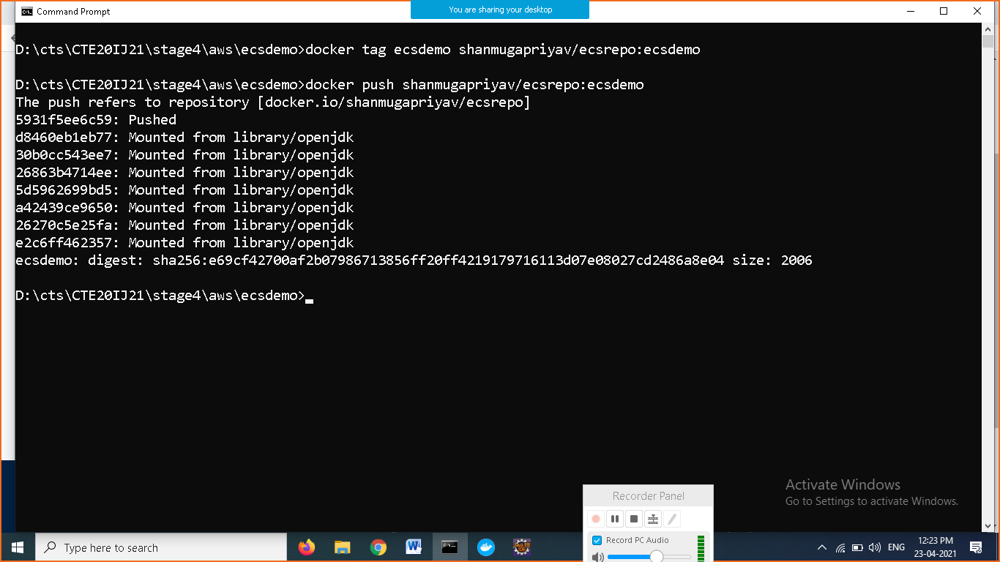 Command Prompt
You are sharing your desktop
D:\cts\CTE20IJ21\stage4\aws\ecsdemo>docker tag ecsdemo shanmugapriyav/ecsrepo:ecsdemo
D:\cts\CTE20IJ21\stage4\aws\ecsdemo>docker push shanmugapriyav/ecsrepo:ecsdemo
The push refers to repository [docker.io/shanmugapriyav/ecsrepo]
5931f5ee6c59: Pushed
d8460eb1eb77: Mounted from library/openjdk
30b0cc543ee7: Mounted from library/openjdk
26863b4714ee: Mounted from library/openjdk
5d5962699bd5: Mounted from library/openjdk
a42439ce9650: Mounted from library/openjdk
26270c5e25fa: Mounted from library/openjdk
e2c6ff462357: Mounted from library/openjdk
ecsdemo: digest: sha256:e69cf42700af2b07986713856ff20ff4219179716113d07e08027cd2486a8e04 size: 2006
D:\cts\CTE20IJ21\stage4\aws\ecsdemo>
Activate Windows
Go to Settings to activate Windows.
Recorder Panel
Record PC Audio
Type here to search
ENG
12:23 PM
23-04-2021